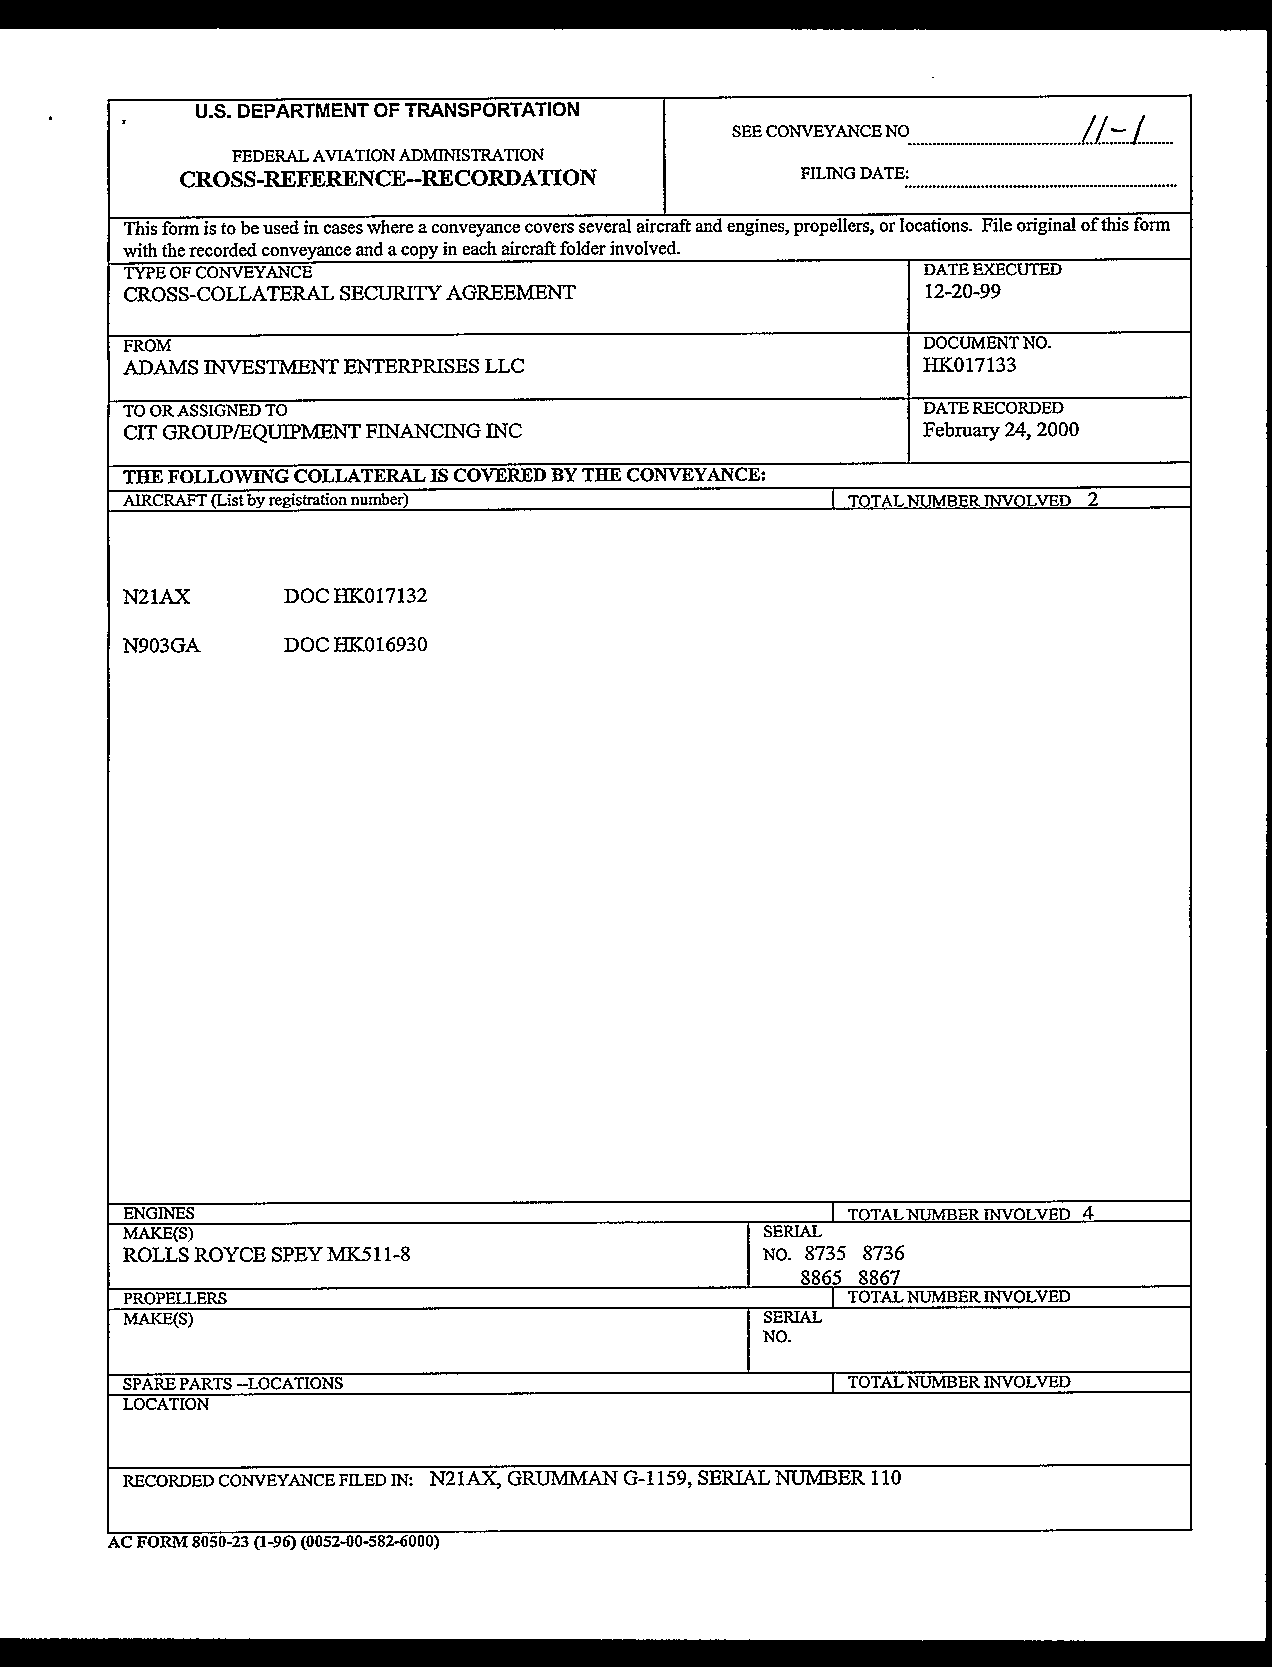 U.S. DEPARTMENT OF TRANSPORTATION
FEDERAL AVIATION ADMINISTRATION
CROSS-REFERENCE--RECORDATION
SEE CONVEYANCE NO 11-1
FILING DATE:
This form is to be used in cases where a conveyance covers several aircraft and engines, propellers, or locations. File original of this form
with the recorded conveyance and a copy in each aircraft folder involved.
TYPE OF CONVEYANCE
CROSS-COLLATERAL SECURITY AGREEMENT
DATE EXECUTED
12-20-99
FROM
ADAMS INVESTMENT ENTERPRISES LLC
DOCUMENT NO.
HK017133
TO OR ASSIGNED TO
CIT GROUP/EQUIPMENT FINANCING INC
DATE RECORDED
February 24, 2000
THE FOLLOWING COLLATERAL IS COVERED BY THE CONVEYANCE:
AIRCRAFT (List by registration number) TOTAL NUMBER INVOLVED 2
N21AX DOC HK017132
N903GA DOC HK016930
ENGINES TOTAL NUMBER INVOLVED 4
MAKE(S)
ROLLS ROYCE SPEY MK511-8
SERIAL
NO. 8735 8736
8865 8867
PROPELLERS TOTAL NUMBER INVOLVED
MAKE(S)
SERIAL
NO.
SPARE PARTS --LOCATIONS TOTAL NUMBER INVOLVED
LOCATION
RECORDED CONVEYANCE FILED IN: N21AX, GRUMMAN G-1159, SERIAL NUMBER 110
AC FORM 8050-23 (1-96) (0052-00-582-6000)